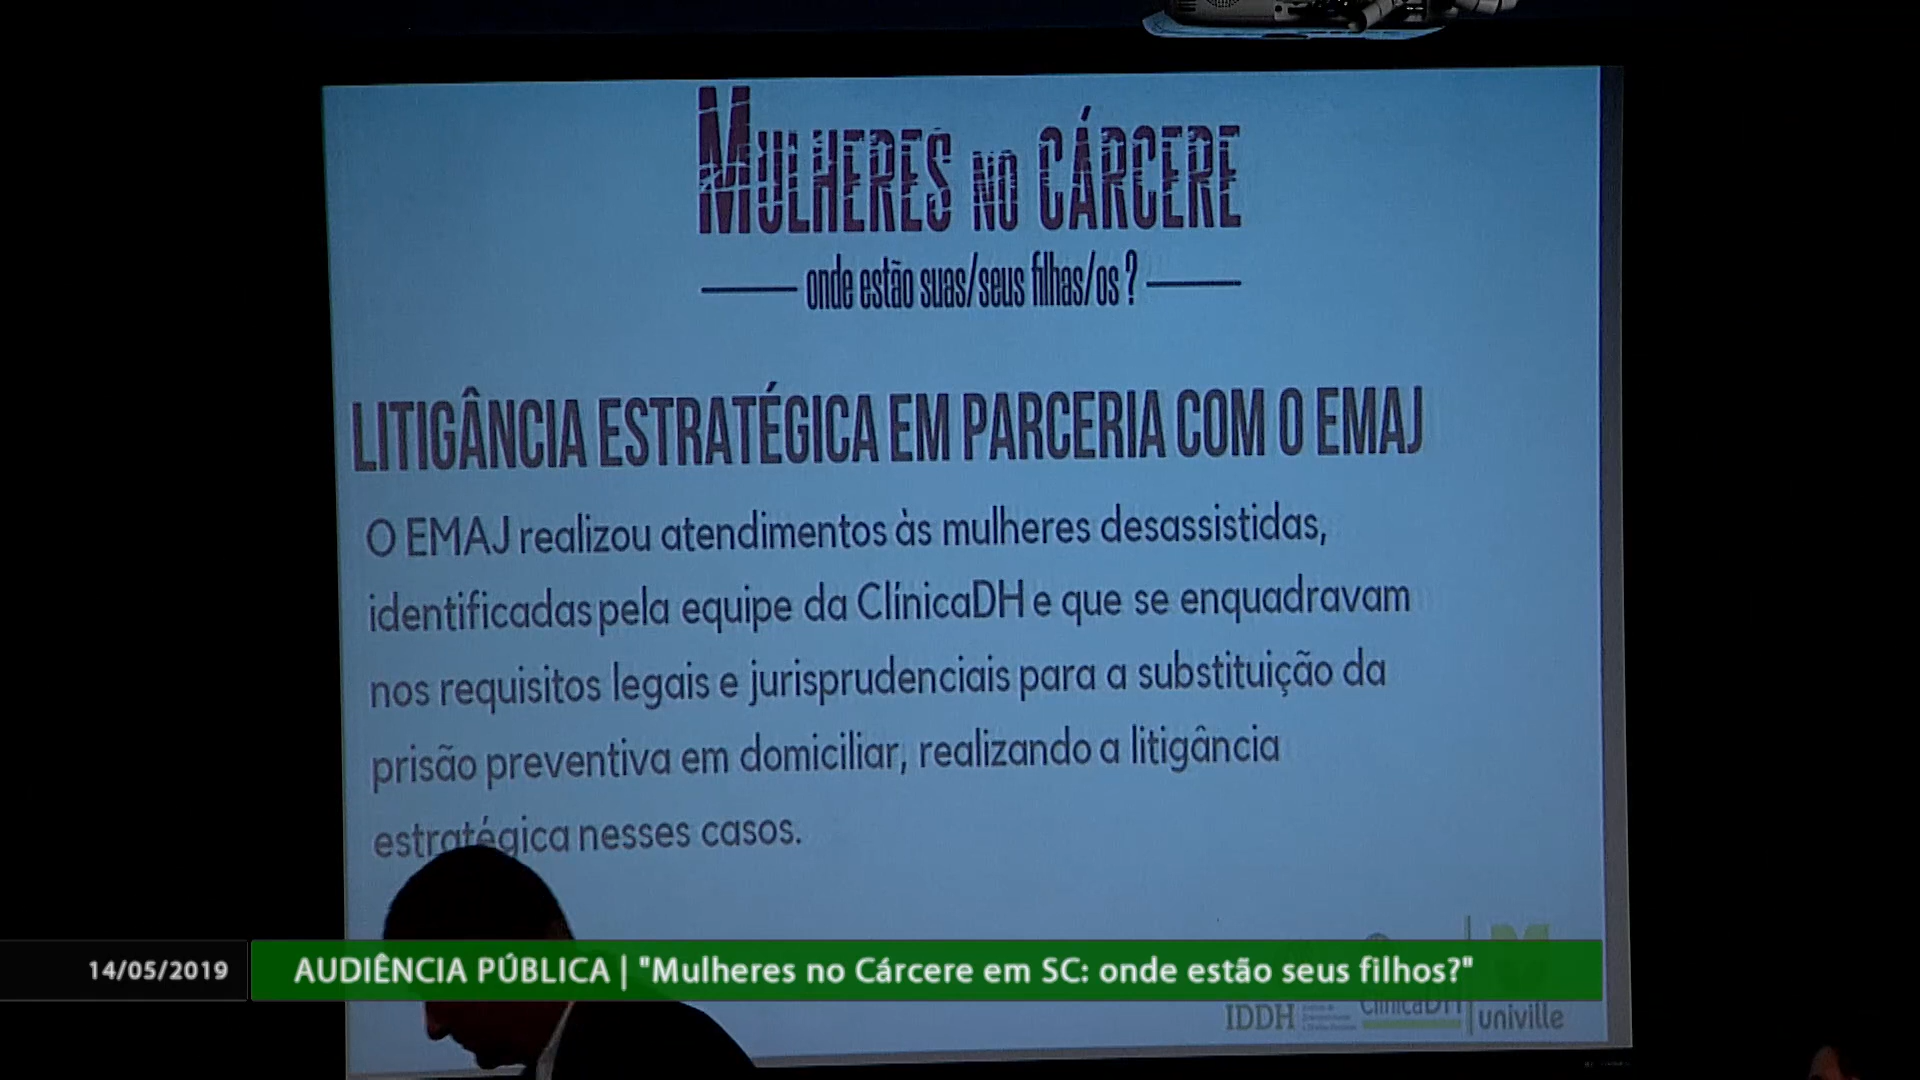 MULHERES NO CÁRCERE
onde estão suas/seus filhas/os?
LITIGÂNCIA ESTRATÉGICA EM PARCERIA COM O EMAJ
O EMAJ realizou atendimentos às mulheres desassistidas,
identificadas pela equipe da ClínicaDH e que se enquadravam
nos requisitos legais e jurisprudenciais para a substituição da
prisão preventiva em domiciliar, realizando a litigância
estratégica nesses casos.
14/05/2019
AUDIÊNCIA PÚBLICA | "Mulheres no Cárcere em SC: onde estão seus filhos?"
IDDH
ClínicaDH
univille